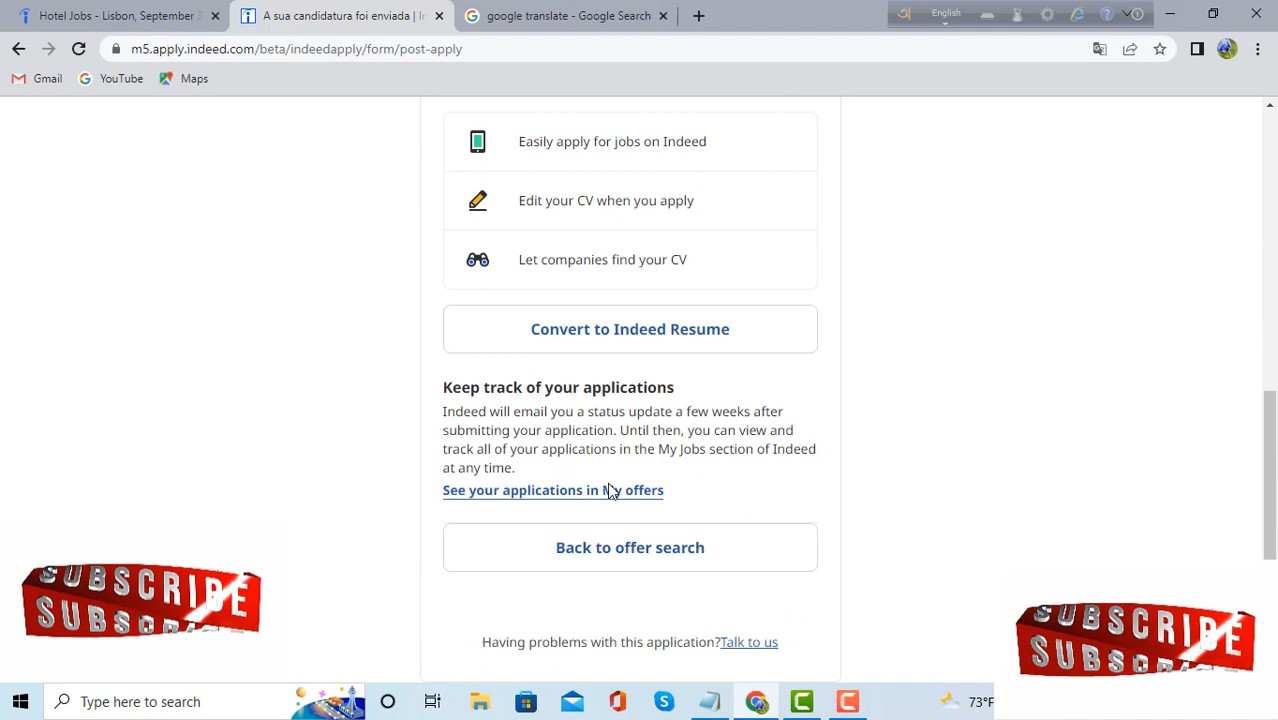 Hotel Jobs - Lisbon, September 3
A sua candidatura foi enviada | In
google translate - Google Search
English
m5.apply.indeed.com/beta/indeedapply/form/post-apply
Gmail
YouTube
Maps
Easily apply for jobs on Indeed
Edit your CV when you apply
Let companies find your CV
Convert to Indeed Resume
Keep track of your applications
Indeed will email you a status update a few weeks after
submitting your application. Until then, you can view and
track all of your applications in the My Jobs section of Indeed
at any time.
See your applications in My offers
Back to offer search
SUBSCRIBE
SUBSCRIBE
SUBSCRIBE
SUBSCRIBE
Having problems with this application?Talk to us
Type here to search
73°F